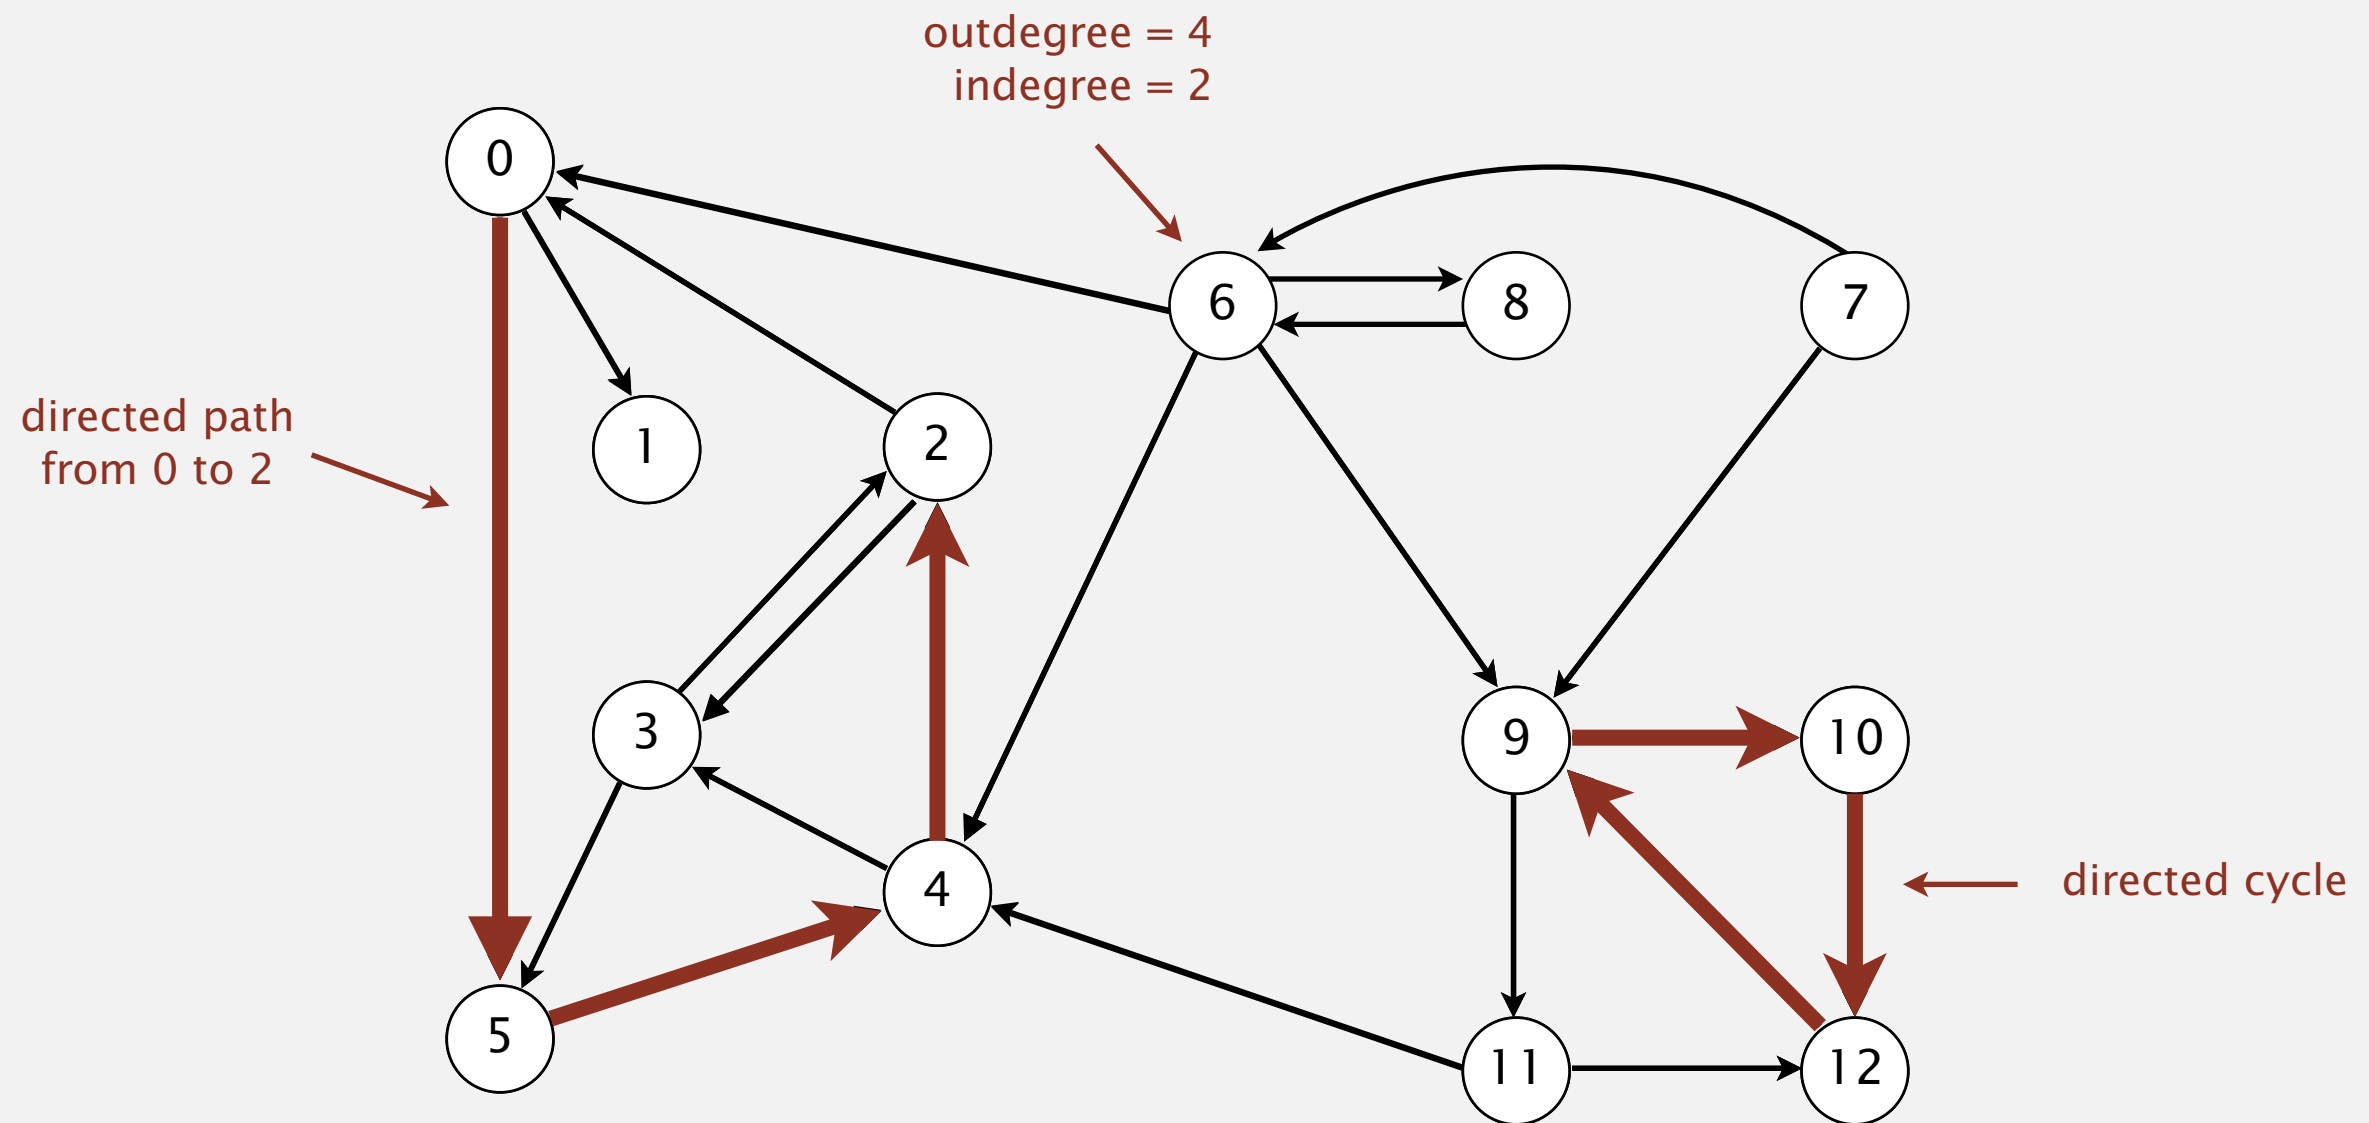 outdegree = 4
indegree = 2
0
6
8
7
directed path
from 0 to 2
1
2
3
9
10
4
directed cycle
5
11
12